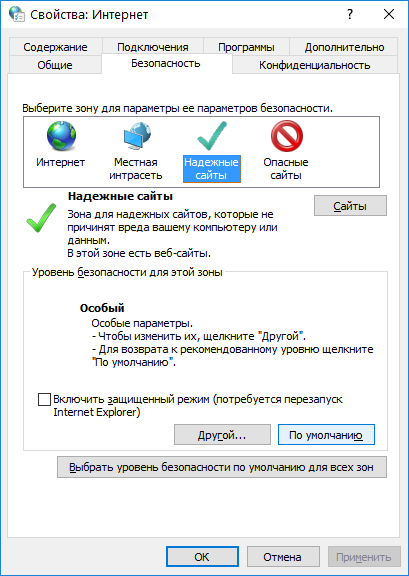 Свойства: Интернет
?
Содержание
Подключения
Программы
Дополнительно
Общие
Безопасность
Конфиденциальность
Выберите зону для параметры ее параметров безопасности.
Интернет
Местная
интрасеть
Надежные
сайты
Опасные
сайты
Надежные сайты
Сайты
Зона для надежных сайтов, которые не
причинят вреда вашему компьютеру или
данным.
В этой зоне есть веб-сайты.
Уровень безопасности для этой зоны
Особый
Особые параметры.
- Чтобы изменить их, щелкните "Другой".
- Для возврата к рекомендованному уровню щелкните
"По умолчанию".
Включить защищенный режим (потребуется перезапуск
Internet Explorer)
Другой...
По умолчанию
Выбрать уровень безопасности по умолчанию для всех зон
ОК
Отмена
Применить